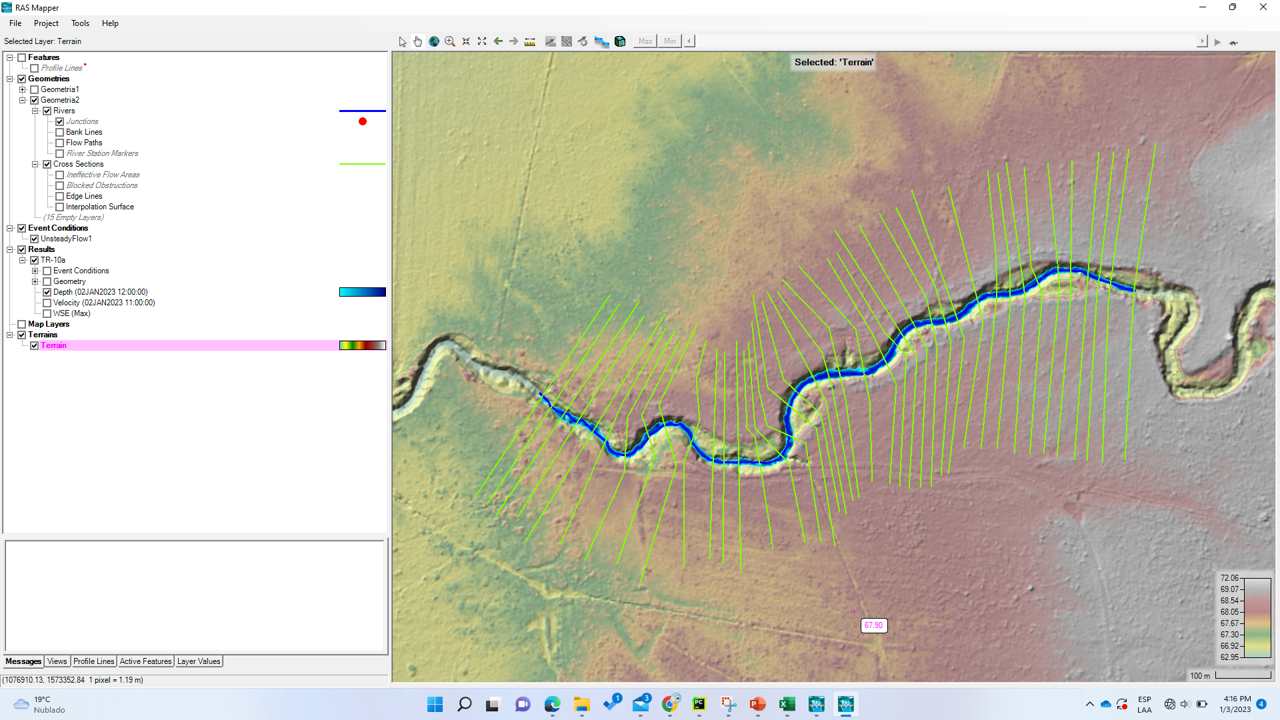 RAS Mapper
File Project Tools Help
Selected Layer: Terrain
Max Min
Features
Profile Lines *
Geometries
Geometria1
Geometria2
Rivers
Junctions
Bank Lines
Flow Paths
River Station Markers
Cross Sections
Ineffective Flow Areas
Blocked Obstructions
Edge Lines
Interpolation Surface
(15 Empty Layers)
Event Conditions
UnsteadyFlow1
Results
TR-10a
Event Conditions
Geometry
Depth (02JAN2023 12:00:00)
Velocity (02JAN2023 11:00:00)
WSE (Max)
Map Layers
Terrains
Terrain
Selected: 'Terrain'
67.90
72.06
69.07
68.54
68.05
67.67
67.30
66.92
62.95
100 m
Messages Views Profile Lines Active Features Layer Values
(1076910.13, 1573352.84 1 pixel = 1.19 m)
19°C
Nublado
1
3
ESP
LAA
4:16 PM
1/3/2023
4